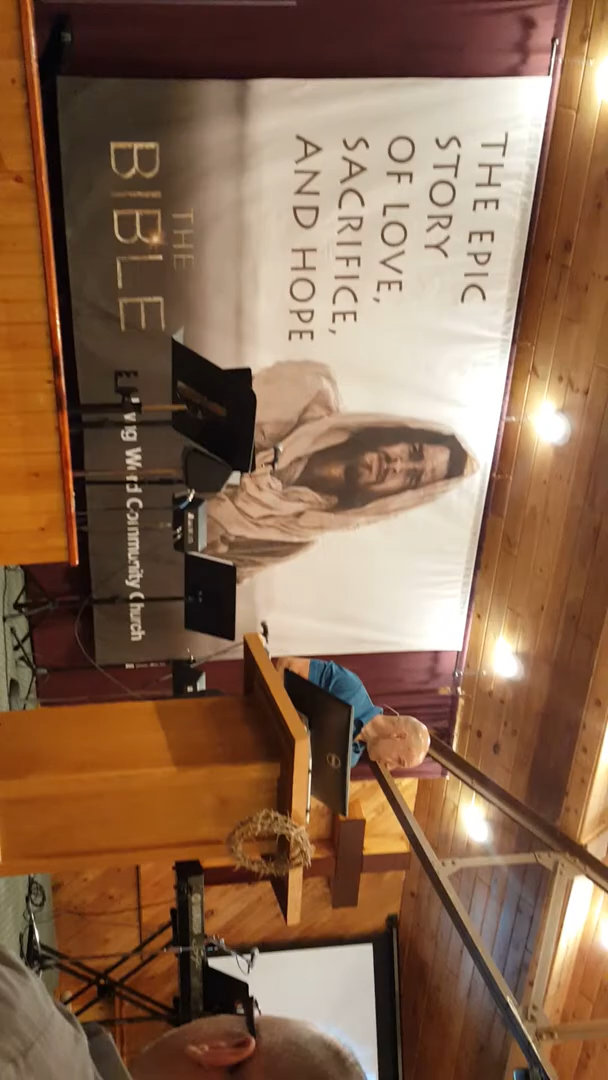 THE EPIC
STORY
OF LOVE,
SACRIFICE,
AND HOPE
THE
BIBLE
Community Church